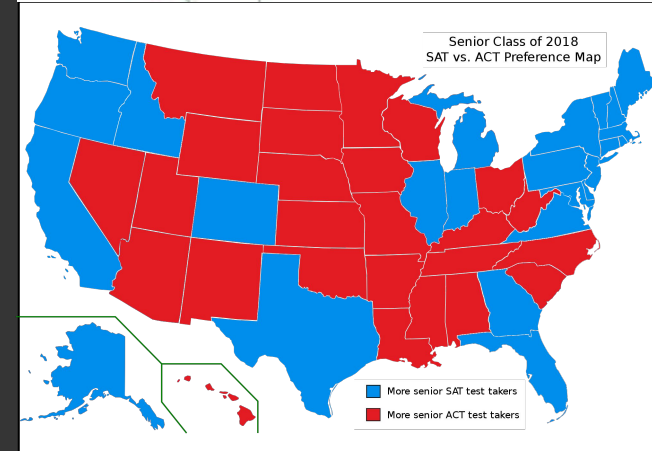 Senior Class of 2018
SAT vs. ACT Preference Map
More senior SAT test takers
More senior ACT test takers